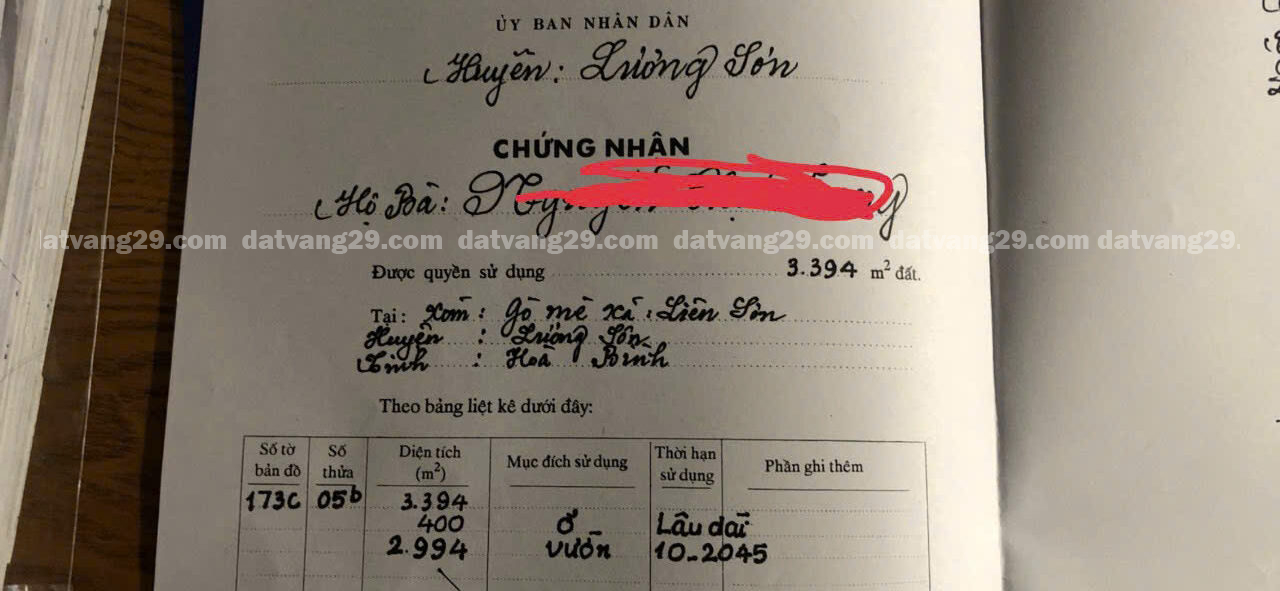 ỦY BAN NHÂN DÂN
Huyện: Lương Sơn
CHỨNG NHÂN
Hộ Bà:
atvang29.com datvang29.com datvang29.com datvang29.com datvang29.com datvang29.
Được quyền sử dụng 3.394 m² đất.
Tại: Xóm: Gò mè xã: Liên Sơn
Huyện: Lương Sơn
Tỉnh: Hoà Bình
Theo bảng liệt kê dưới đây:
Số tờ bản đồ Số thửa Diện tích (m²) Mục đích sử dụng Thời hạn sử dụng Phần ghi thêm
173C 05b 3.394
400 Ở Lâu dài
2.994 Vườn 10-2045